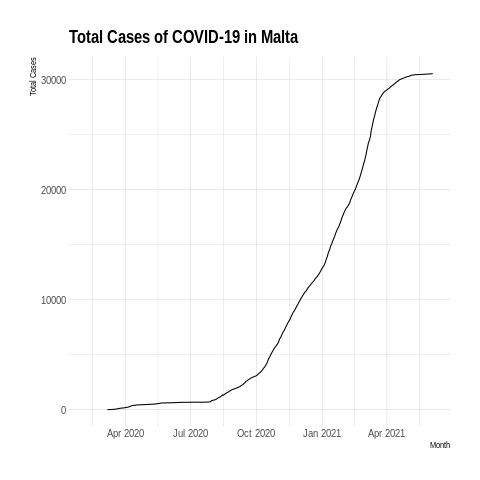 Total Cases of COVID-19 in Malta
Total Cases
30000
20000
10000
0
Apr 2020 Jul 2020 Oct 2020 Jan 2021 Apr 2021
Month